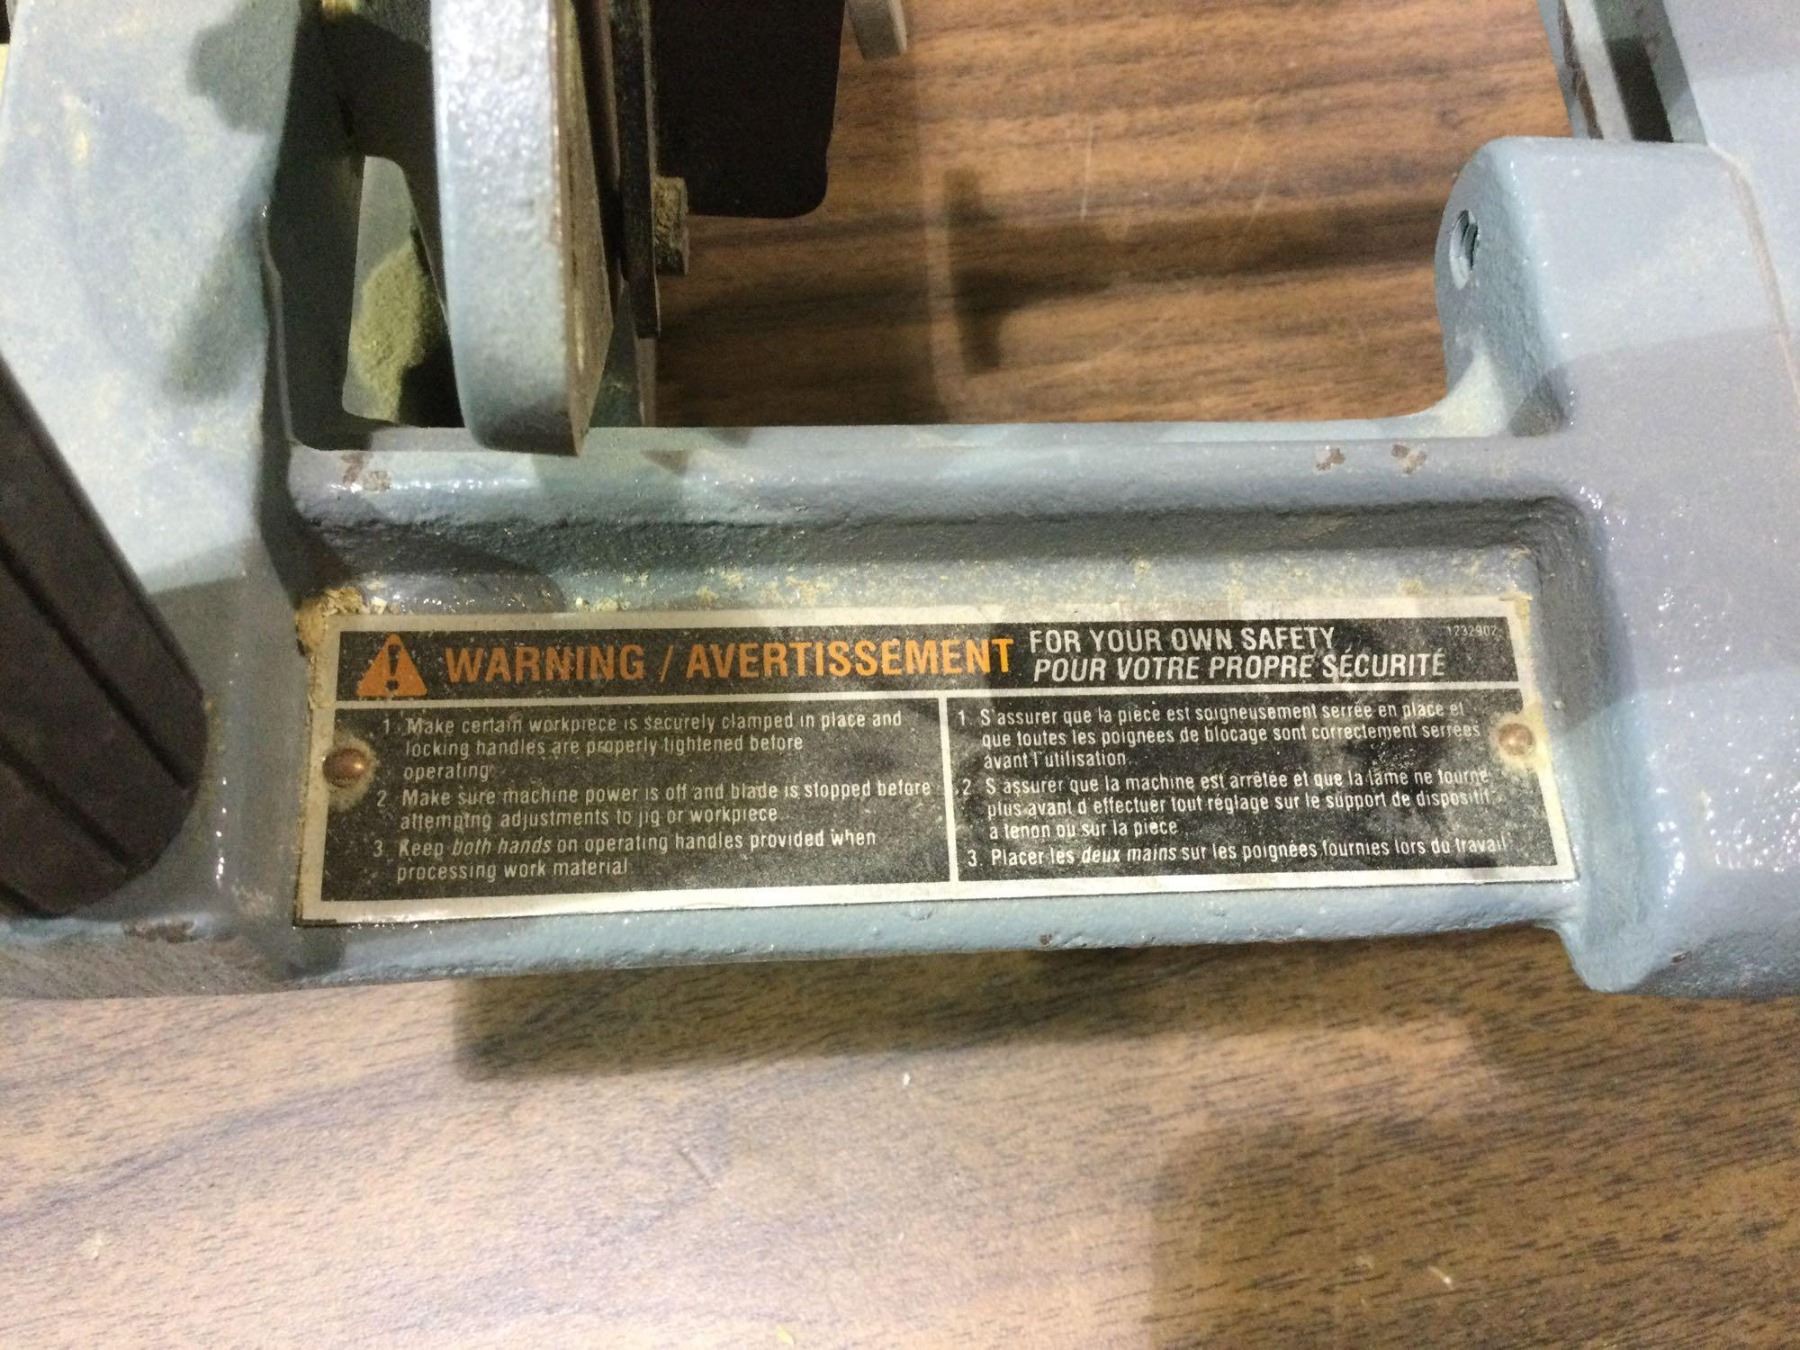 WARNING / AVERTISSEMENT
FOR YOUR OWN SAFETY
POUR VOTRE PROPRE SÉCURITÉ
1232902
1. Make certain workpiece is securely clamped in place and
locking handles are properly tightened before
operating.
2. Make sure machine power is off and blade is stopped before
attempting adjustments to jig or workpiece.
3. Keep both hands on operating handles provided when
processing work material.
1. S'assurer que la pièce est soigneusement serrée en place et
que toutes les poignées de blocage sont correctement serrées
avant l'utilisation.
2. S'assurer que la machine est arrêtée et que la lame ne tourne
plus avant d'effectuer tout réglage sur le support de dispositif
à tenon ou sur la pièce.
3. Placer les deux mains sur les poignées fournies lors du travail.